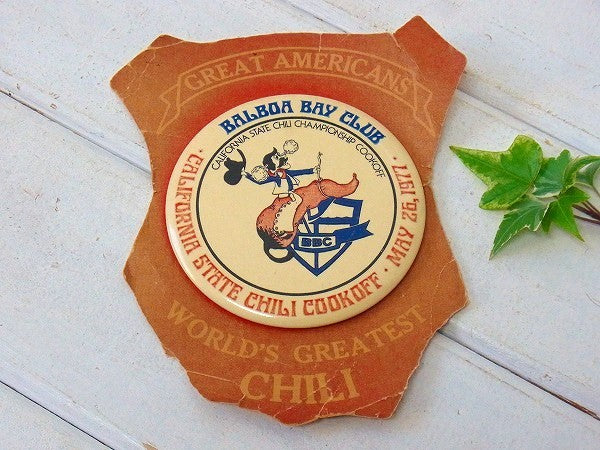 GREAT AMERICANS
BALBOA BAY CLUB
CALIFORNIA STATE CHILI CHAMPIONSHIP COOKOFF
BBC
· CALIFORNIA STATE CHILI COOKOFF · MAY 26, 1977 ·
WORLD'S GREATEST
CHILI